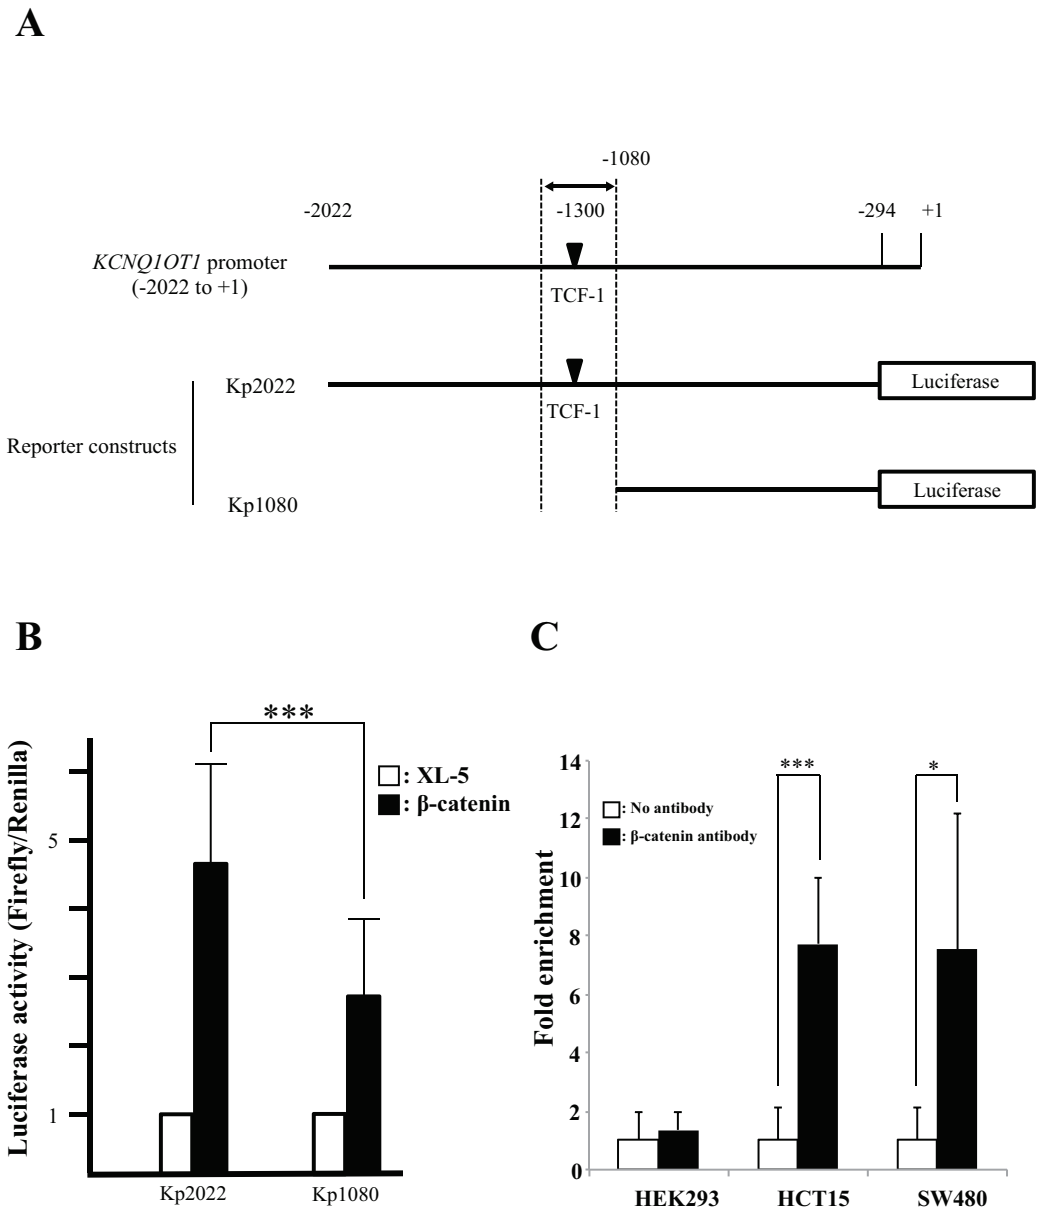 A
-1080
-2022
-1300
-294
+1
KCNQ1OT1 promoter
(-2022 to +1)
TCF-1
Kp2022
Luciferase
TCF-1
Reporter constructs
Kp1080
Luciferase
B
Luciferase activity (Firefly/Renilla)
***
: XL-5
: β-catenin
5
1
Kp2022
Kp1080
C
Fold enrichment
14
12
10
8
6
4
2
0
: No antibody
: β-catenin antibody
***
*
HEK293
HCT15
SW480